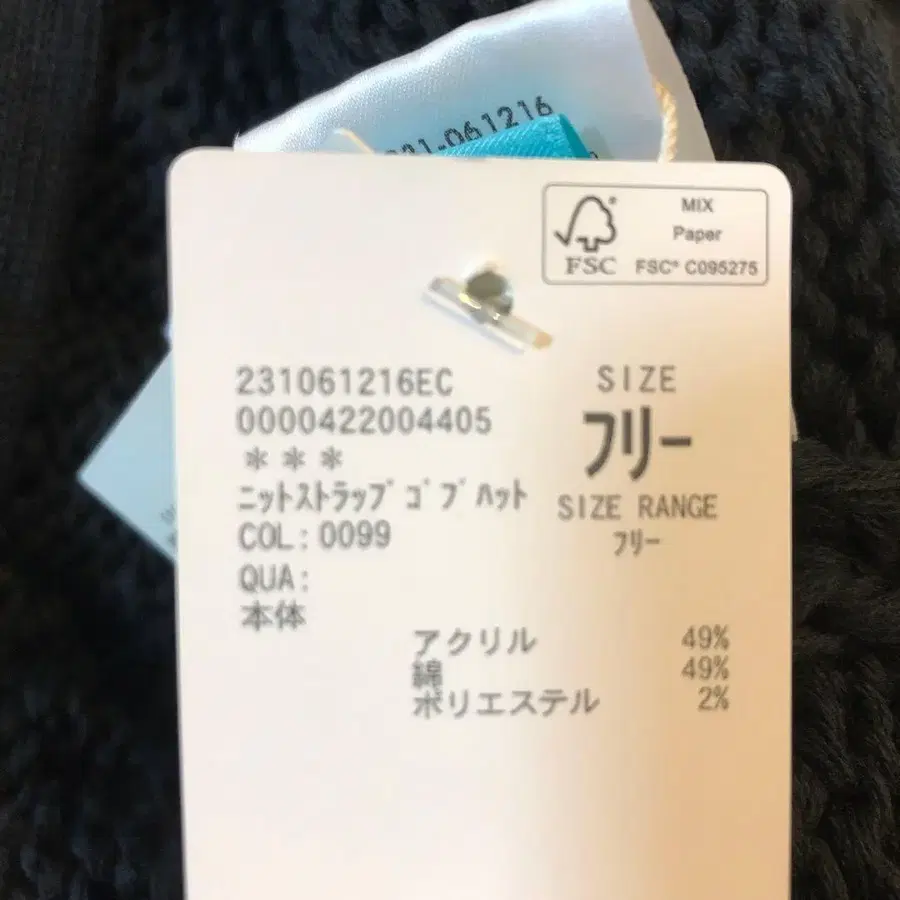 231-061216
MIX
Paper
FSC
FSC® C095275
231061216EC
0000422004405
***
ﾆｯﾄｽﾄﾗｯﾌﾟｺﾞﾌﾞﾊｯﾄ
COL:0099
QUA:
本体
SIZE
フリー
SIZE RANGE
ﾌﾘｰ
アクリル 49%
綿 49%
ポリエステル 2%